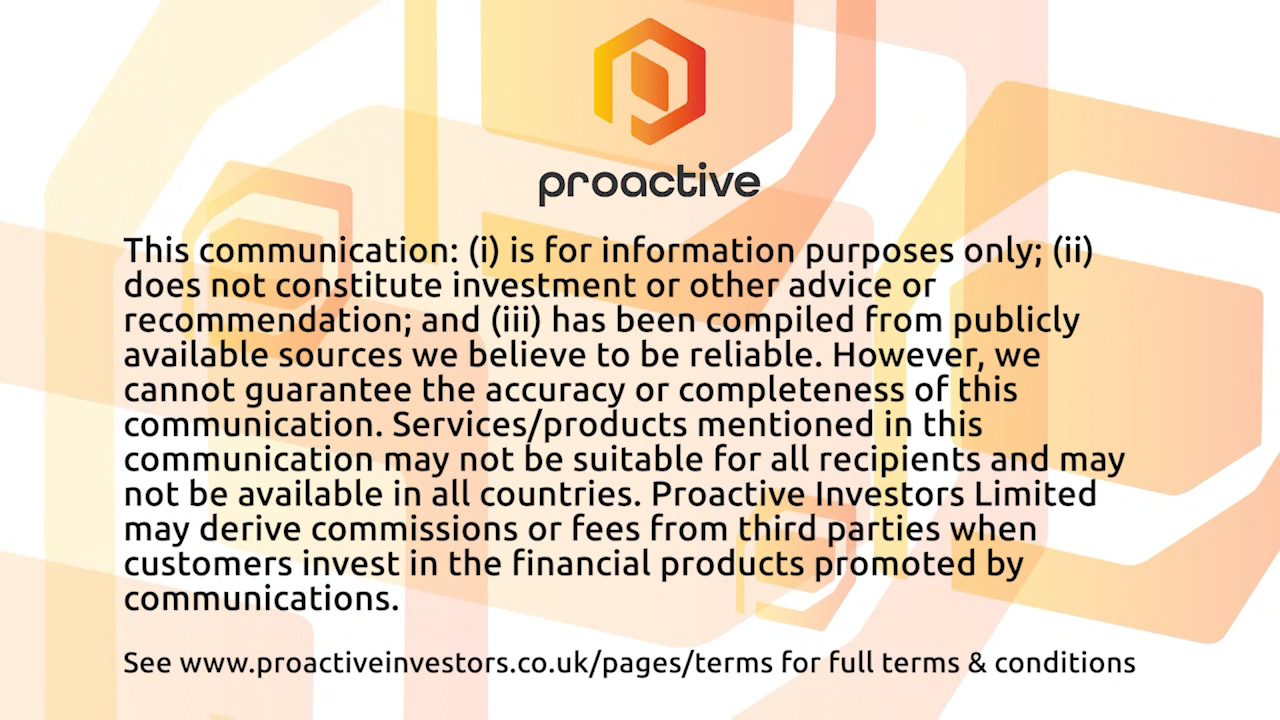 proactive
This communication: (i) is for information purposes only; (ii)
does not constitute investment or other advice or
recommendation; and (iii) has been compiled from publicly
available sources we believe to be reliable. However, we
cannot guarantee the accuracy or completeness of this
communication. Services/products mentioned in this
communication may not be suitable for all recipients and may
not be available in all countries. Proactive Investors Limited
may derive commissions or fees from third parties when
customers invest in the financial products promoted by
communications.
See www.proactiveinvestors.co.uk/pages/terms for full terms & conditions